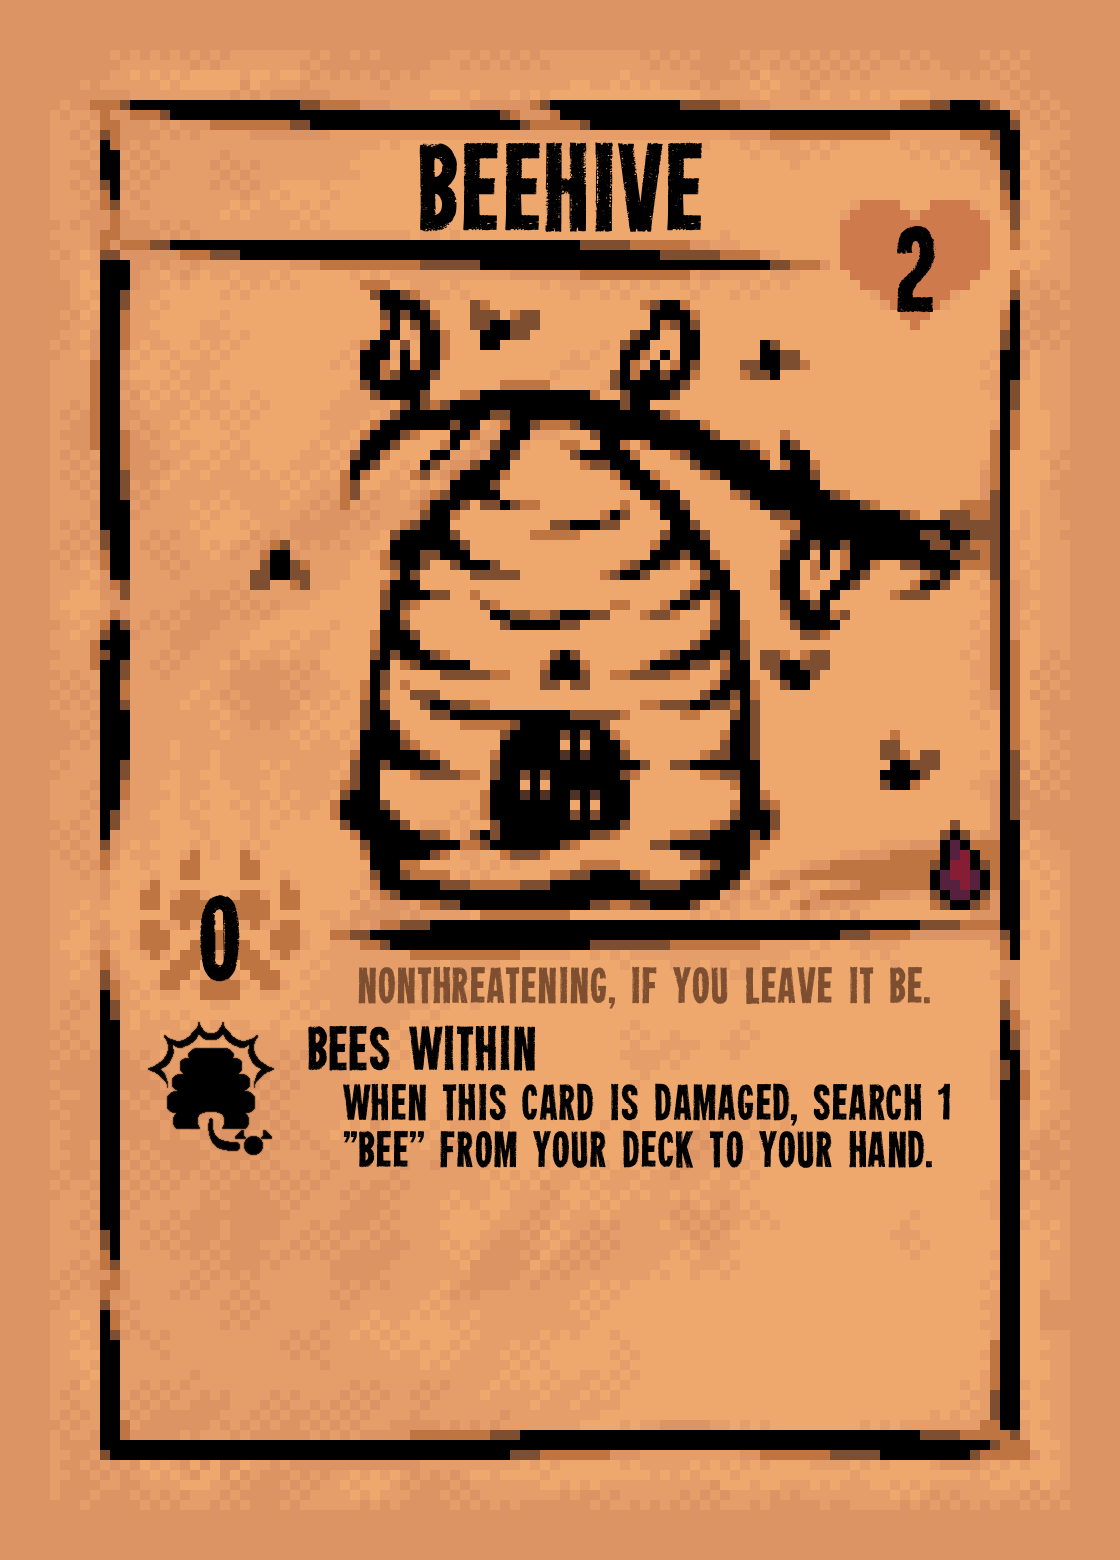 BEEHIVE
2
0
NONTHREATENING, IF YOU LEAVE IT BE.
BEES WITHIN
WHEN THIS CARD IS DAMAGED, SEARCH 1
"BEE" FROM YOUR DECK TO YOUR HAND.